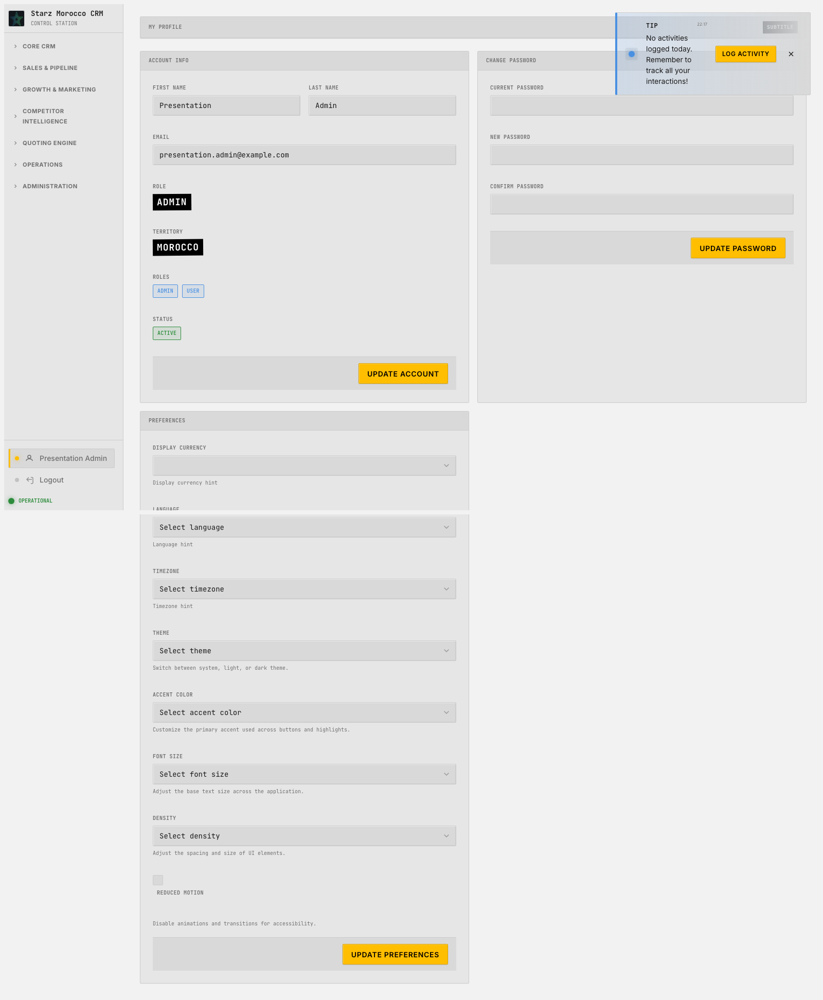 Starz Morocco CRM
CONTROL STATION
CORE CRM
SALES & PIPELINE
GROWTH & MARKETING
COMPETITOR
INTELLIGENCE
QUOTING ENGINE
OPERATIONS
ADMINISTRATION
Presentation Admin
Logout
OPERATIONAL
MY PROFILE
SUBTITLE
TIP
22:17
No activities
logged today.
Remember to
track all your
interactions!
LOG ACTIVITY
ACCOUNT INFO
FIRST NAME
LAST NAME
Presentation
Admin
EMAIL
presentation.admin@example.com
ROLE
ADMIN
TERRITORY
MOROCCO
ROLES
ADMIN
USER
STATUS
ACTIVE
UPDATE ACCOUNT
CHANGE PASSWORD
CURRENT PASSWORD
NEW PASSWORD
CONFIRM PASSWORD
UPDATE PASSWORD
PREFERENCES
DISPLAY CURRENCY
Display currency hint
LANGUAGE
Select language
Language hint
TIMEZONE
Select timezone
Timezone hint
THEME
Select theme
Switch between system, light, or dark theme.
ACCENT COLOR
Select accent color
Customize the primary accent used across buttons and highlights.
FONT SIZE
Select font size
Adjust the base text size across the application.
DENSITY
Select density
Adjust the spacing and size of UI elements.
REDUCED MOTION
Disable animations and transitions for accessibility.
UPDATE PREFERENCES